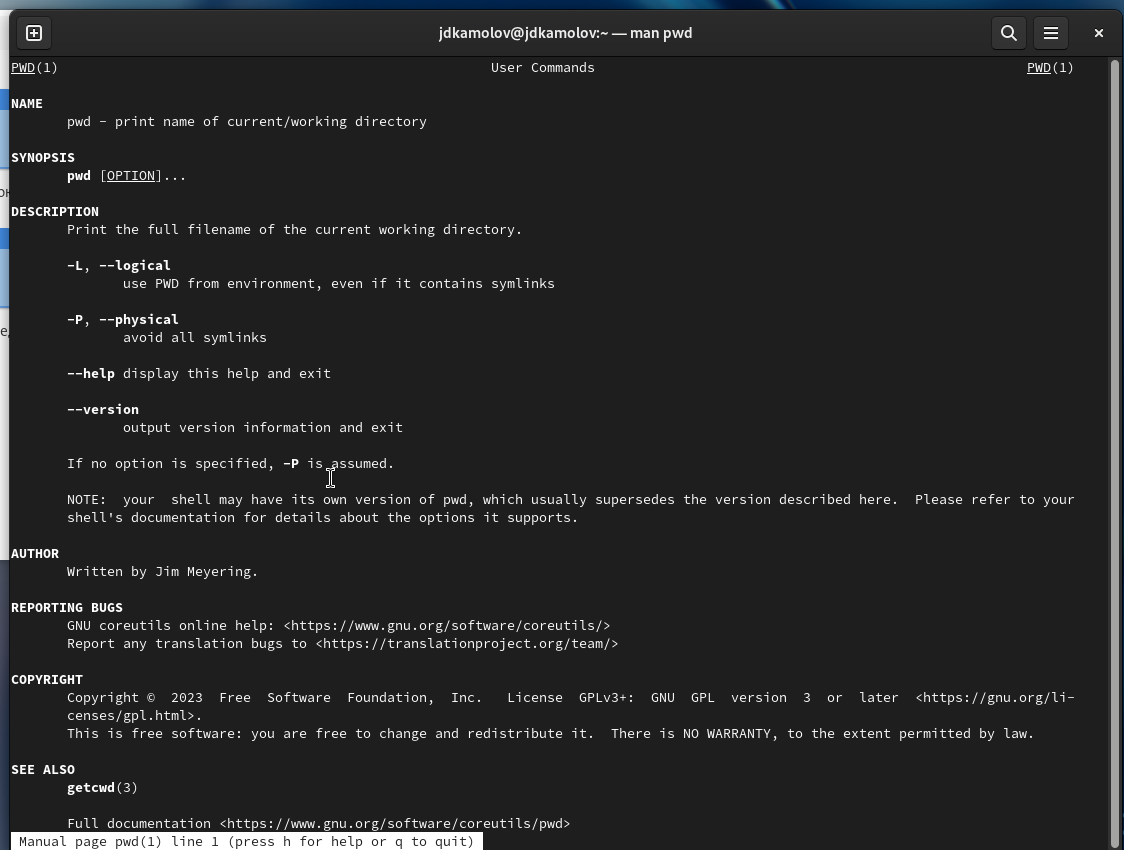 jdkamolov@jdkamolov:~ — man pwd
PWD(1) User Commands PWD(1)
NAME
pwd - print name of current/working directory
SYNOPSIS
pwd [OPTION]...
DESCRIPTION
Print the full filename of the current working directory.
-L, --logical
use PWD from environment, even if it contains symlinks
-P, --physical
avoid all symlinks
--help display this help and exit
--version
output version information and exit
If no option is specified, -P is assumed.
NOTE:  your  shell may have its own version of pwd, which usually supersedes the version described here.  Please refer to your
shell's documentation for details about the options it supports.
AUTHOR
Written by Jim Meyering.
REPORTING BUGS
GNU coreutils online help: <https://www.gnu.org/software/coreutils/>
Report any translation bugs to <https://translationproject.org/team/>
COPYRIGHT
Copyright ©  2023  Free  Software  Foundation,  Inc.   License  GPLv3+:  GNU  GPL  version  3  or  later  <https://gnu.org/li-
censes/gpl.html>.
This is free software: you are free to change and redistribute it.  There is NO WARRANTY, to the extent permitted by law.
SEE ALSO
getcwd(3)
Full documentation <https://www.gnu.org/software/coreutils/pwd>
Manual page pwd(1) line 1 (press h for help or q to quit)